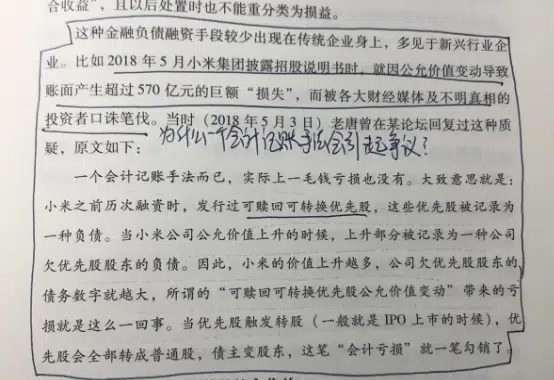 合收益”，且以后处置时也不能重分类为损益。
这种金融负债融资手段较少出现在传统企业身上，多见于新兴行业企
业。比如 2018 年 5 月小米集团披露招股说明书时，就因公允价值变动导致
账面产生超过 570 亿元的巨额“损失”，而被各大财经媒体及不明真相的
投资者口诛笔伐。当时（2018 年 5 月 3 日）老唐曾在某论坛回复过这种质
疑，原文如下：
为什么一个会计记账手法会引起争议？
一个会计记账手法而已，实际上一毛钱亏损也没有。大致意思就是：
小米之前历次融资时，发行过可赎回可转换优先股，这些优先股被记录为
一种负债。当小米公司公允价值上升的时候，上升部分被记录为一种公司
欠优先股股东的负债。因此，小米的价值上升越多，公司欠优先股股东的
债务数字就越大，所谓的“可赎回可转换优先股公允价值变动”带来的亏
损就是这么一回事。当优先股触发转股（一般就是 IPO 上市的时候），优
先股会全部转成普通股，债主变股东，这笔“会计亏损”就一笔勾销了。